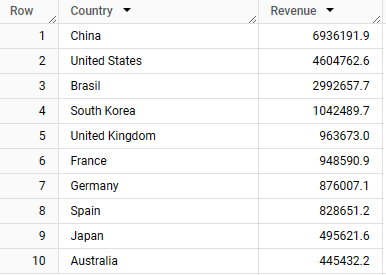 Row Country Revenue
1 China 6936191.9
2 United States 4604762.6
3 Brasil 2992657.7
4 South Korea 1042489.7
5 United Kingdom 963673.0
6 France 948590.9
7 Germany 876007.1
8 Spain 828651.2
9 Japan 495621.6
10 Australia 445432.2